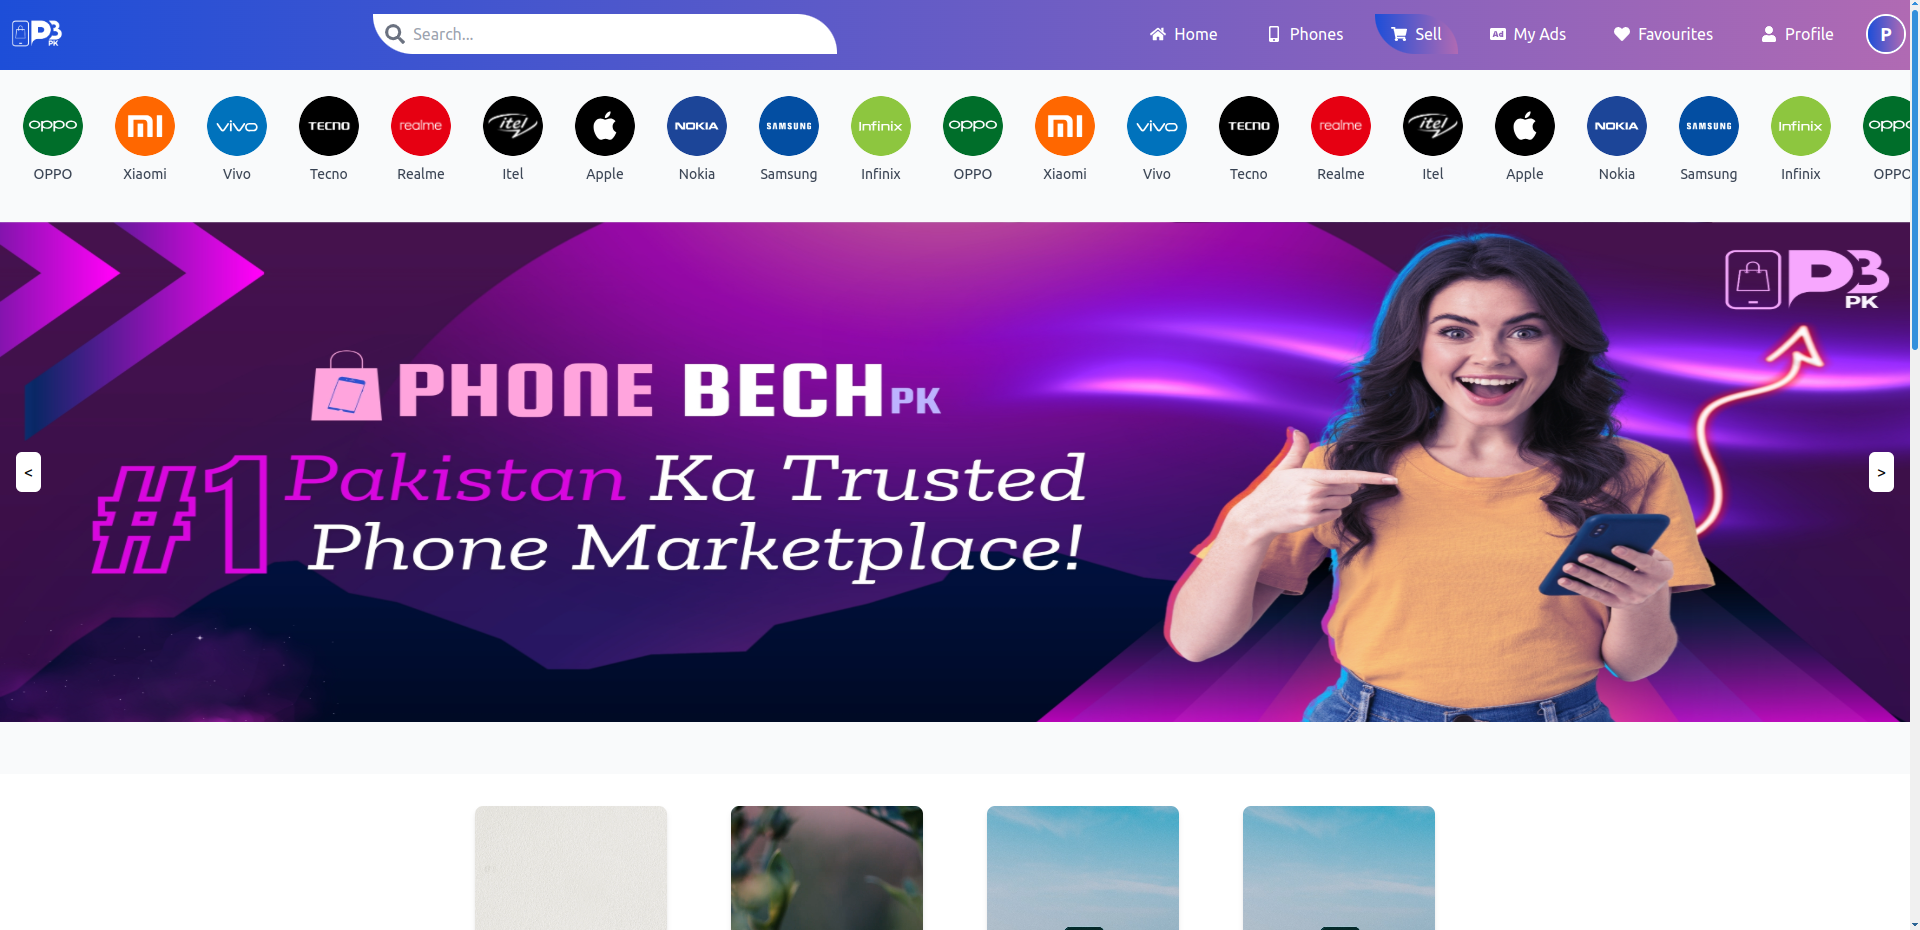 P3
PK
Search...
Home
Phones
Sell
Ad My Ads
Favourites
Profile
P
oppo
mi
vivo
TECNO
realme
itel
NOKIA
SAMSUNG
Infinix
oppo
mi
vivo
TECNO
realme
itel
NOKIA
SAMSUNG
Infinix
oppo
OPPO
Xiaomi
Vivo
Tecno
Realme
Itel
Apple
Nokia
Samsung
Infinix
OPPO
Xiaomi
Vivo
Tecno
Realme
Itel
Apple
Nokia
Samsung
Infinix
OPPO
P3
PK
PHONE BECH PK
#1 Pakistan Ka Trusted
Phone Marketplace!
<
>